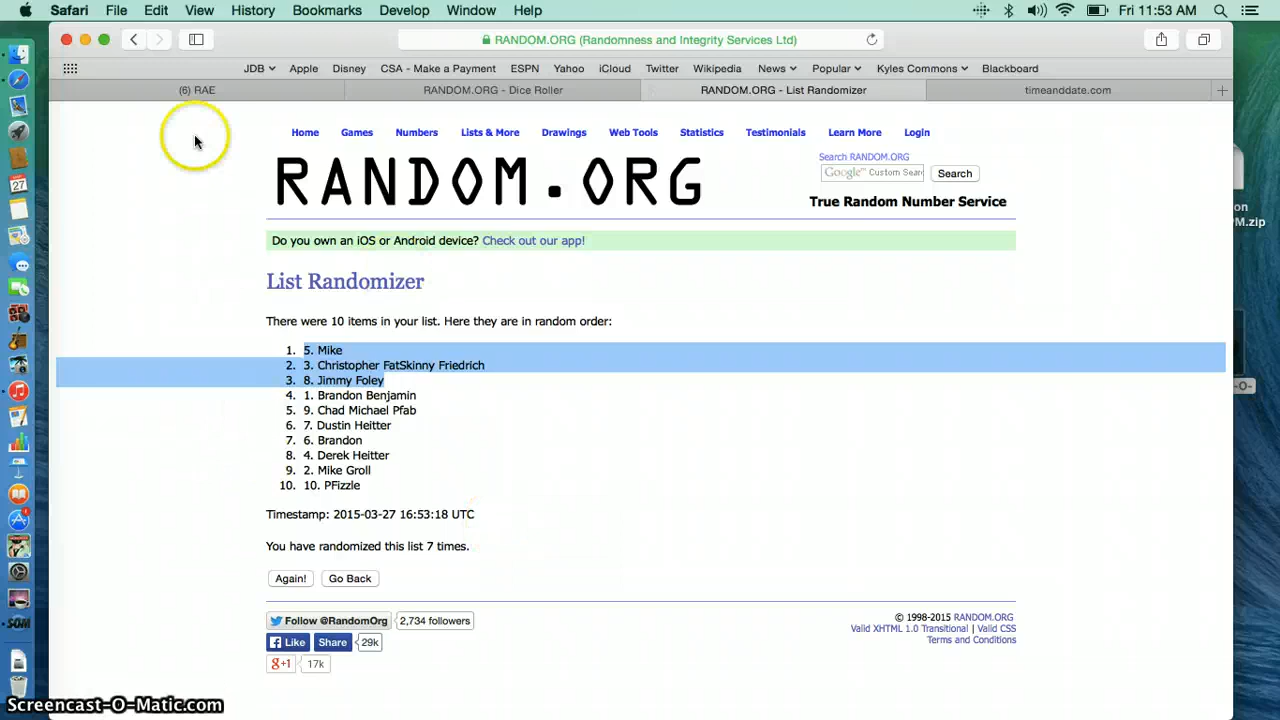 Safari File Edit View History Bookmarks Develop Window Help Fri 11:53 AM
RANDOM.ORG (Randomness and Integrity Services Ltd)
JDB Apple Disney CSA - Make a Payment ESPN Yahoo iCloud Twitter Wikipedia News Popular Kyles Commons Blackboard
(6) RAE RANDOM.ORG - Dice Roller RANDOM.ORG - List Randomizer timeanddate.com
Home Games Numbers Lists & More Drawings Web Tools Statistics Testimonials Learn More Login
Search RANDOM.ORG
Google™ Custom Sear Search
RANDOM.ORG
True Random Number Service
Do you own an iOS or Android device? Check out our app!
List Randomizer
There were 10 items in your list. Here they are in random order:
1. 5. Mike
2. 3. Christopher FatSkinny Friedrich
3. 8. Jimmy Foley
4. 1. Brandon Benjamin
5. 9. Chad Michael Pfab
6. 7. Dustin Heitter
7. 6. Brandon
8. 4. Derek Heitter
9. 2. Mike Groll
10. 10. PFizzle
Timestamp: 2015-03-27 16:53:18 UTC
You have randomized this list 7 times.
Again! Go Back
Follow @RandomOrg 2,734 followers
Like Share 29k
g+1 17k
© 1998-2015 RANDOM.ORG
Valid XHTML 1.0 Transitional | Valid CSS
Terms and Conditions
on
PM.zip
-O-
27
SOM
Screencast-O-Matic.com